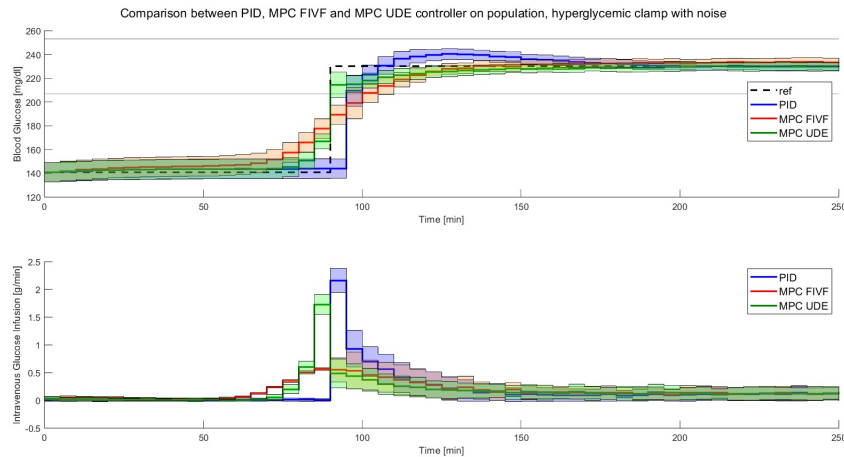 Comparison between PID, MPC FIVF and MPC UDE controller on population, hyperglycemic clamp with noise
Blood Glucose [mg/dl]
260
240
220
200
180
160
140
120
0
50
100
150
200
250
Time [min]
ref
PID
MPC FIVF
MPC UDE
Intravenous Glucose Infusion [g/min]
2.5
2
1.5
1
0.5
0
-0.5
0
50
100
150
200
250
Time [min]
PID
MPC FIVF
MPC UDE